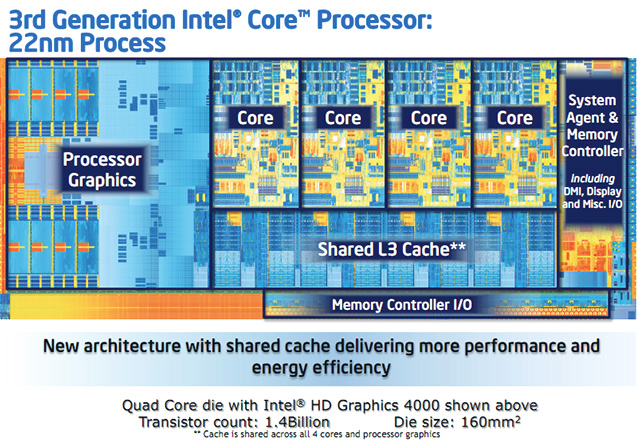 3rd Generation Intel® Core™ Processor:
22nm Process
Processor
Graphics
Core
Core
Core
Core
System
Agent &
Memory
Controller
including
DMI, Display
and Misc. I/O
Shared L3 Cache**
Memory Controller I/O
New architecture with shared cache delivering more performance and
energy efficiency
Quad Core die with Intel® HD Graphics 4000 shown above
Transistor count: 1.4Billion Die size: 160mm²
** Cache is shared across all 4 cores and processor graphics